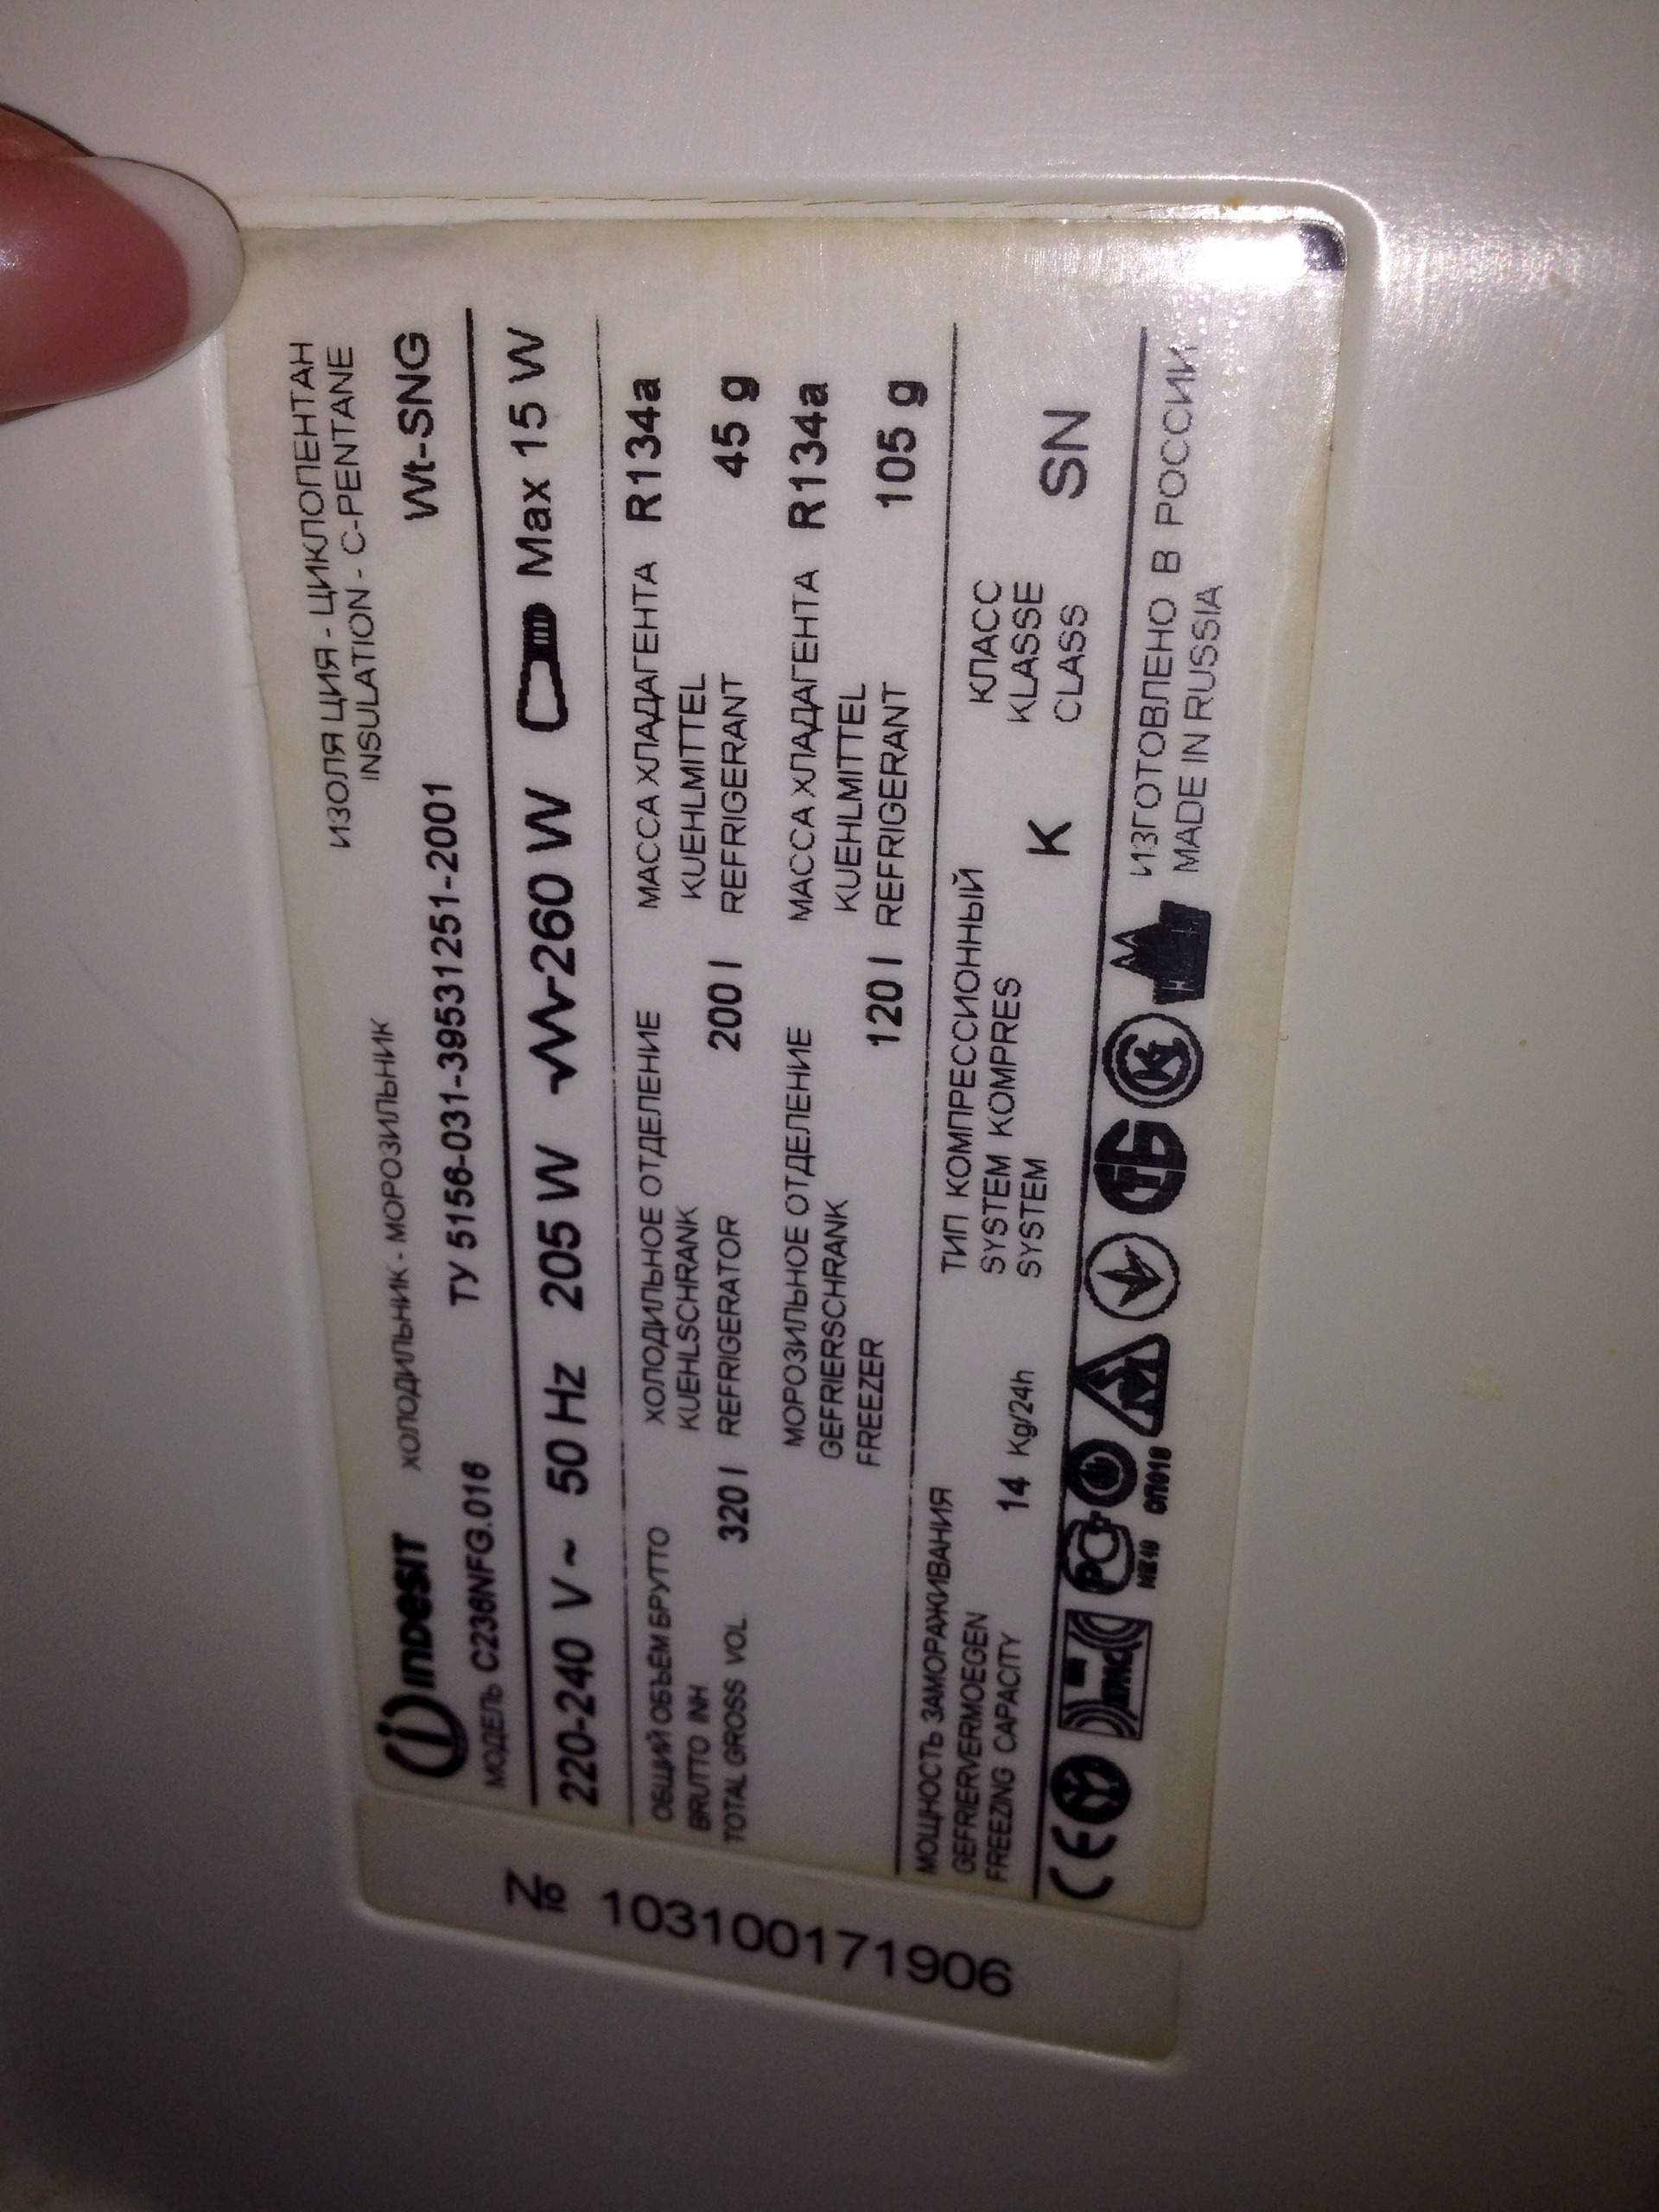 indesit ХОЛОДИЛЬНИК - МОРОЗИЛЬНИК ИЗОЛЯЦИЯ - ЦИКЛОПЕНТАН
INSULATION - C-PENTANE
МОДЕЛЬ C236NFG.016 ТУ 5156-031-39531251-2001 Wt-SNG
220-240 V ~ 50 Hz 205 W 260 W Max 15 W
ОБЩИЙ ОБЪЁМ БРУТТО ХОЛОДИЛЬНОЕ ОТДЕЛЕНИЕ МАССА ХЛАДАГЕНТА R134a
BRUTTO INH KUEHLSCHRANK KUEHLMITTEL
TOTAL GROSS VOL 320 l REFRIGERATOR 200 l REFRIGERANT 45 g
МОРОЗИЛЬНОЕ ОТДЕЛЕНИЕ МАССА ХЛАДАГЕНТА R134a
GEFRIERSCHRANK KUEHLMITTEL
FREEZER 120 l REFRIGERANT 105 g
МОЩНОСТЬ ЗАМОРАЖИВАНИЯ ТИП КОМПРЕССИОННЫЙ КЛАСС
GEFRIERVERMOEGEN SYSTEM KOMPRES KLASSE
FREEZING CAPACITY 14 Kg/24h SYSTEM K CLASS SN
CE РС ИЗГОТОВЛЕНО В РОССИИ
MADE IN RUSSIA
№ 103100171906